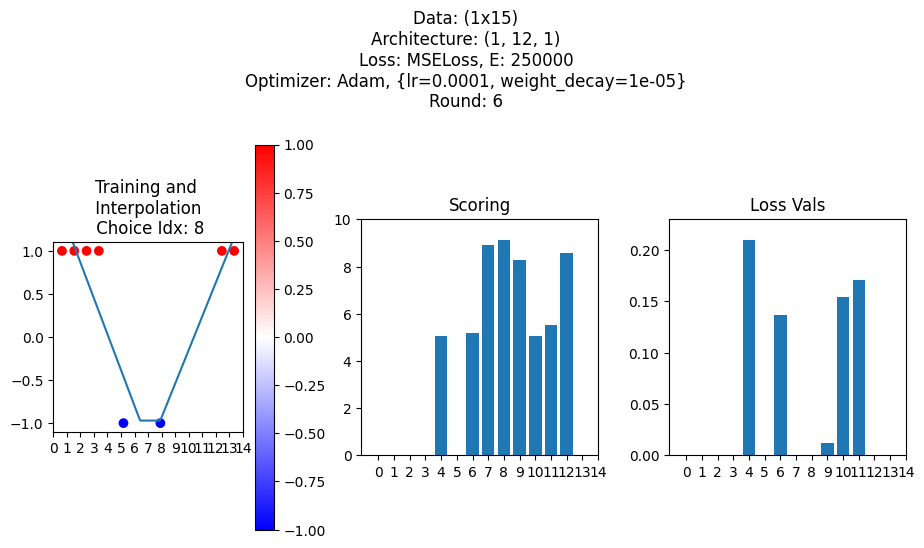 Data: (1x15)
Architecture: (1, 12, 1)
Loss: MSELoss, E: 250000
Optimizer: Adam, {lr=0.0001, weight_decay=1e-05}
Round: 6
Training and
Interpolation
Choice Idx: 8
1.0
0.5
0.0
−0.5
−1.0
0 1 2 3 4 5 6 7 8 9 10 11 12 13 14
1.00
0.75
0.50
0.25
0.00
−0.25
−0.50
−0.75
−1.00
Scoring
10
8
6
4
2
0
0 1 2 3 4 5 6 7 8 9 10 11 12 13 14
Loss Vals
0.20
0.15
0.10
0.05
0.00
0 1 2 3 4 5 6 7 8 9 10 11 12 13 14